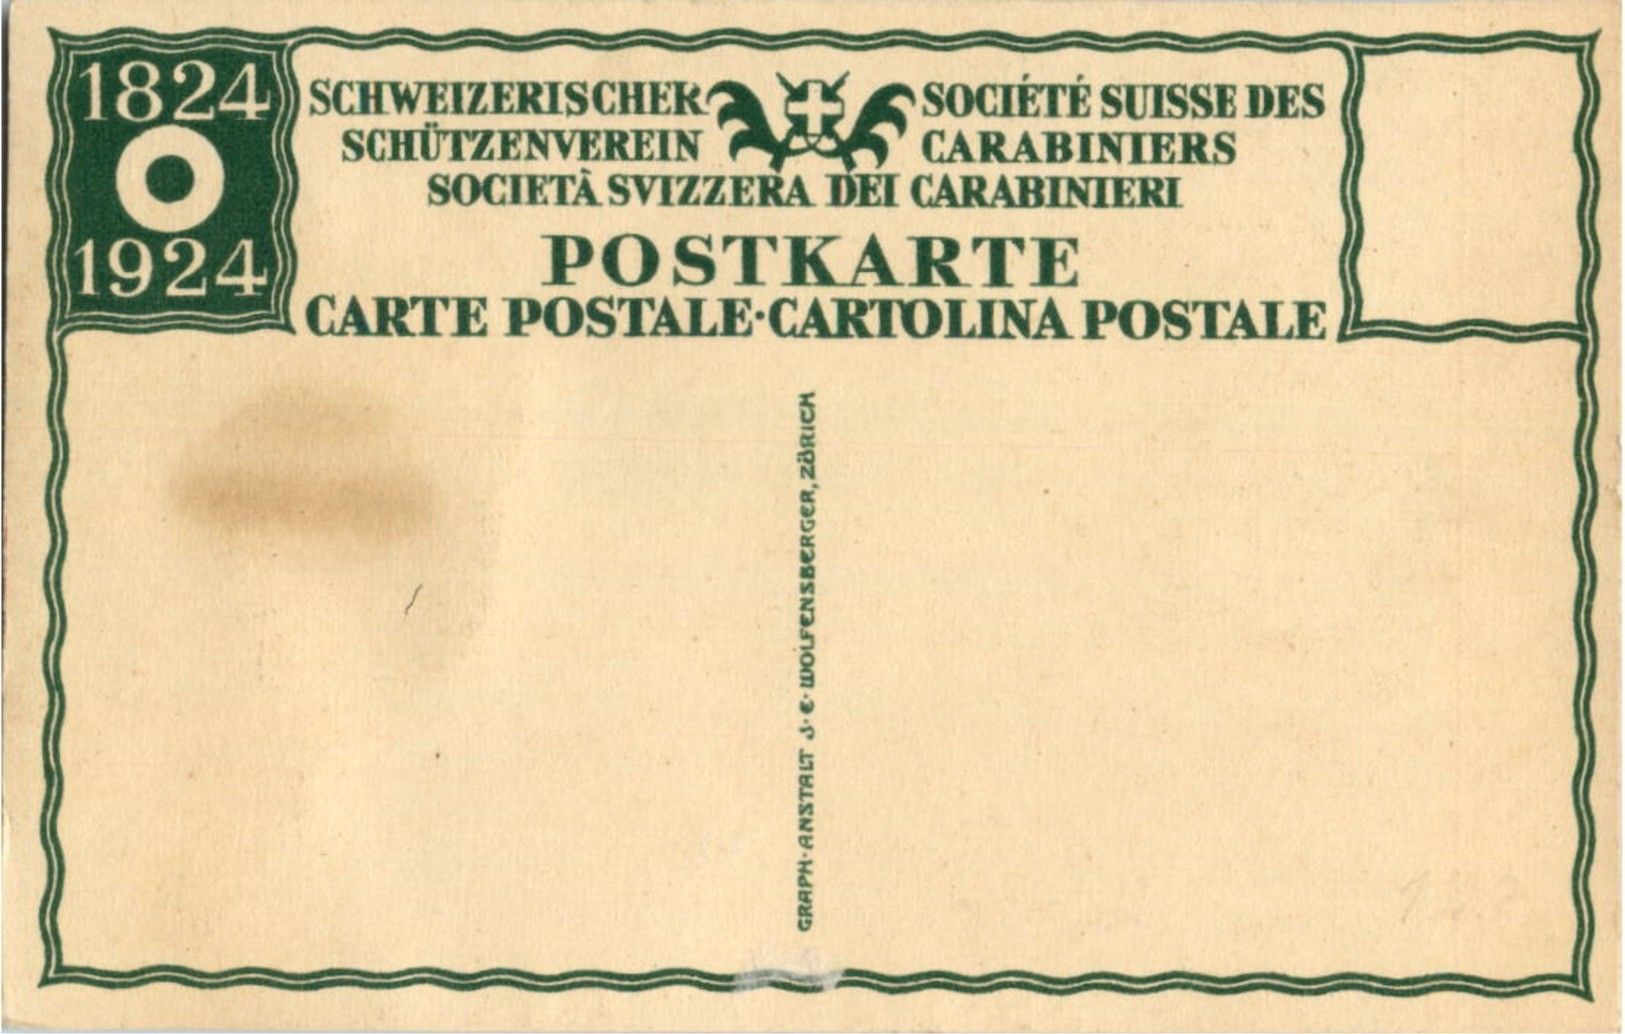 1824
1924
SCHWEIZERISCHER
SCHÜTZENVEREIN
SOCIÉTÉ SUISSE DES
CARABINIERS
SOCIETÀ SVIZZERA DEI CARABINIERI
POSTKARTE
CARTE POSTALE·CARTOLINA POSTALE
GRAPH·ANSTALT J·E·WOLFENSBERGER, ZÜRICH